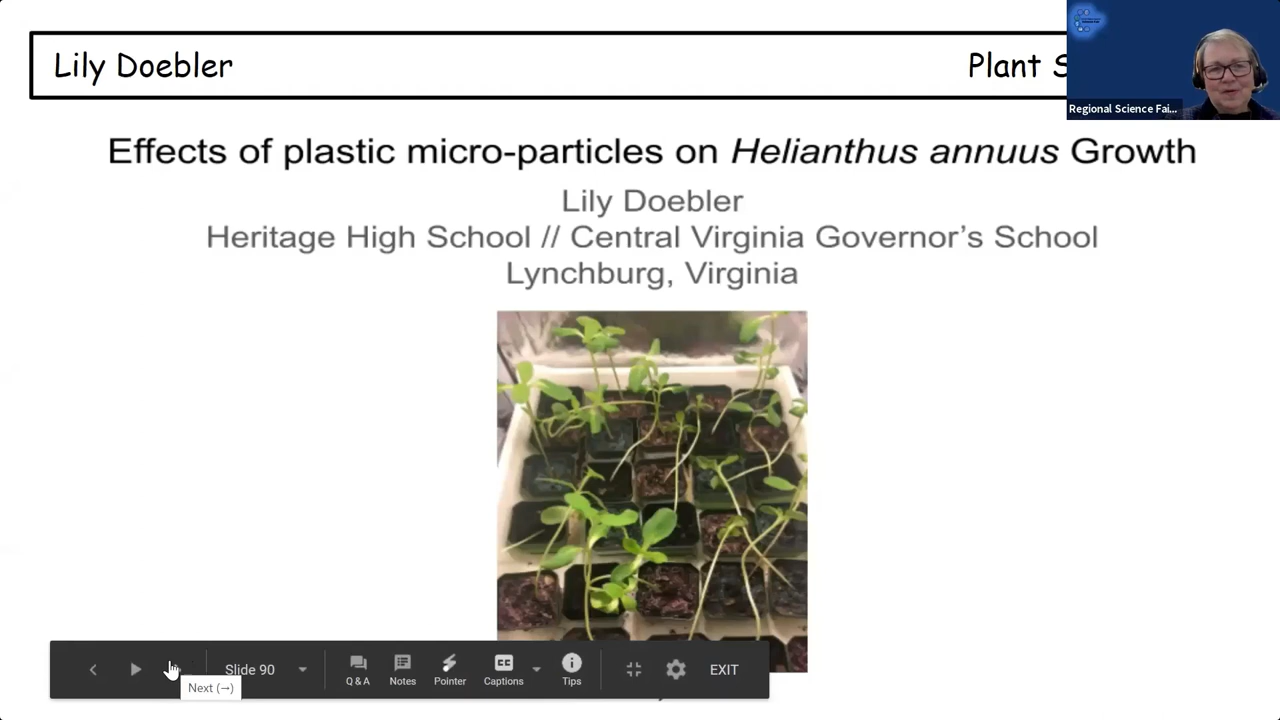 Lily Doebler
Plant
Regional Science Fai...
Effects of plastic micro-particles on Helianthus annuus Growth
Lily Doebler
Heritage High School // Central Virginia Governor's School
Lynchburg, Virginia
Slide 90
Q & A
Notes
Pointer
CC
Captions
Tips
EXIT
Next (→)